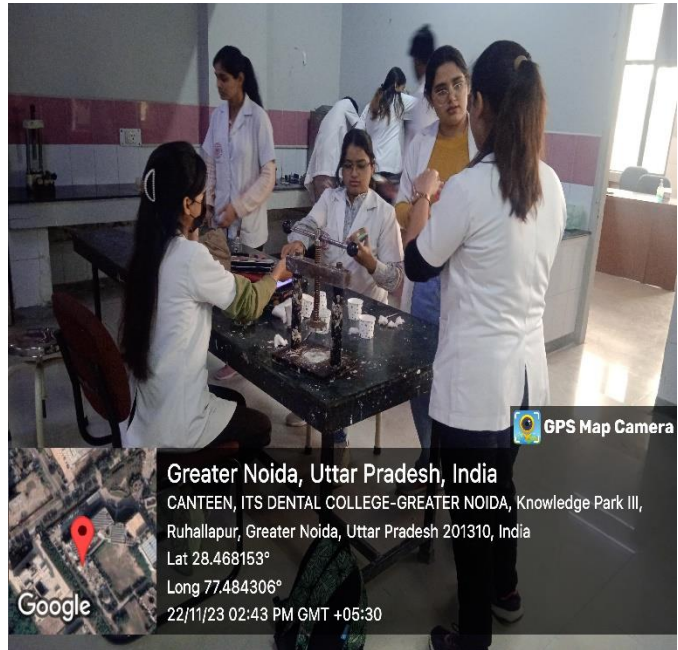 GPS Map Camera
Greater Noida, Uttar Pradesh, India
CANTEEN, ITS DENTAL COLLEGE-GREATER NOIDA, Knowledge Park III,
Ruhallapur, Greater Noida, Uttar Pradesh 201310, India
Lat 28.468153°
Long 77.484306°
22/11/23 02:43 PM GMT +05:30
Google